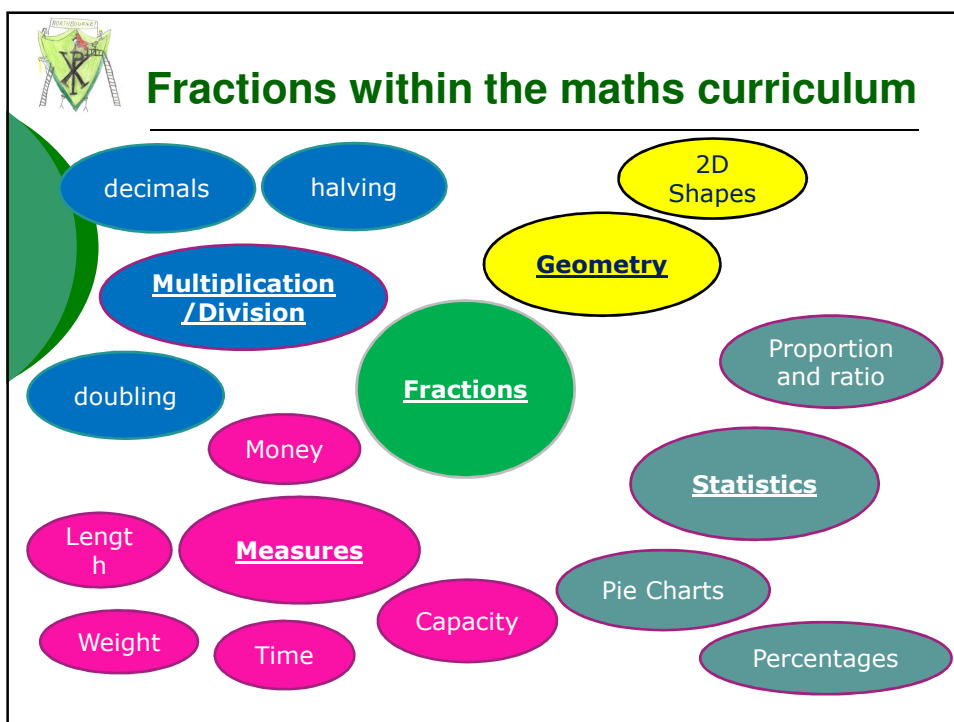 NORTHBOURNE
Fractions within the maths curriculum
decimals
halving
2D
Shapes
Multiplication
/Division
Geometry
doubling
Fractions
Proportion
and ratio
Money
Statistics
Lengt
h
Measures
Pie Charts
Capacity
Weight
Time
Percentages